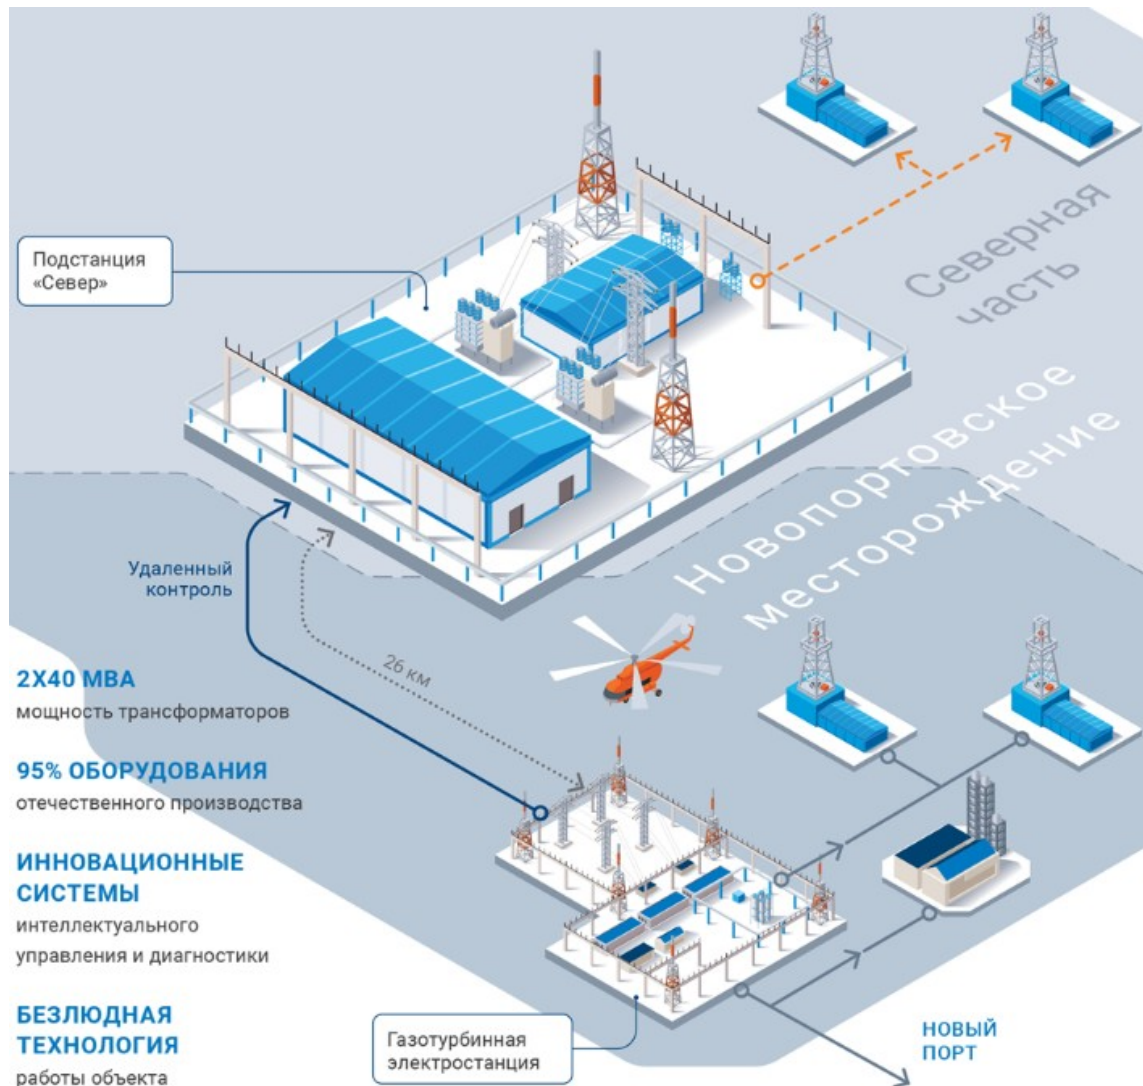 Северная
часть
Подстанция
«Север»
Новопортовское
месторождение
Удаленный
контроль
26 км
2X40 МВА
мощность трансформаторов
95% ОБОРУДОВАНИЯ
отечественного производства
ИННОВАЦИОННЫЕ
СИСТЕМЫ
интеллектуального
управления и диагностики
БЕЗЛЮДНАЯ
ТЕХНОЛОГИЯ
работы объекта
Газотурбинная
электростанция
НОВЫЙ
ПОРТ